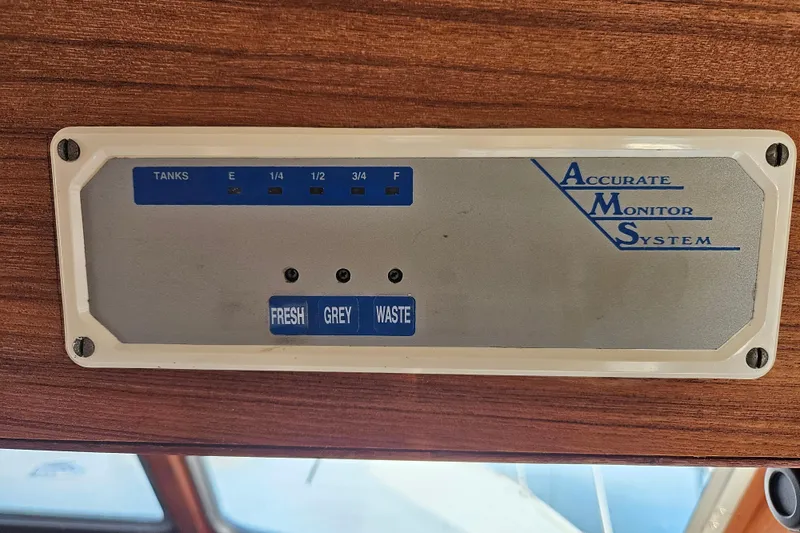 TANKS E 1/4 1/2 3/4 F
ACCURATE
MONITOR
SYSTEM
FRESH GREY WASTE